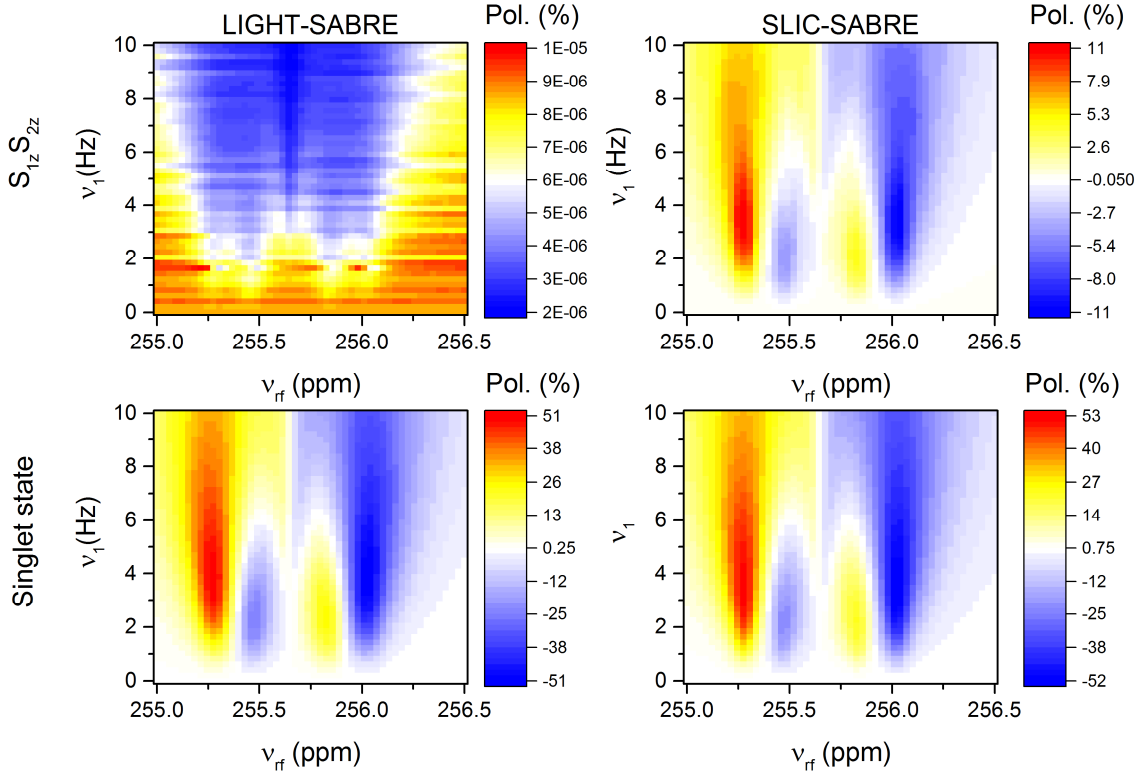 LIGHT-SABRE
Pol. (%)
SLIC-SABRE
Pol. (%)
S1zS2z
ν1(Hz)
10
8
6
4
2
0
255.0
255.5
256.0
256.5
νrf (ppm)
1E-05
9E-06
8E-06
7E-06
6E-06
5E-06
4E-06
3E-06
2E-06
ν1 (Hz)
10
8
6
4
2
0
255.0
255.5
256.0
256.5
νrf (ppm)
11
7.9
5.3
2.6
-0.050
-2.7
-5.4
-8.0
-11
Singlet state
Pol. (%)
Pol. (%)
ν1(Hz)
10
8
6
4
2
0
255.0
255.5
256.0
256.5
νrf (ppm)
51
38
26
13
0.25
-12
-25
-38
-51
ν1
10
8
6
4
2
0
255.0
255.5
256.0
256.5
νrf (ppm)
53
40
27
14
0.75
-12
-25
-38
-52